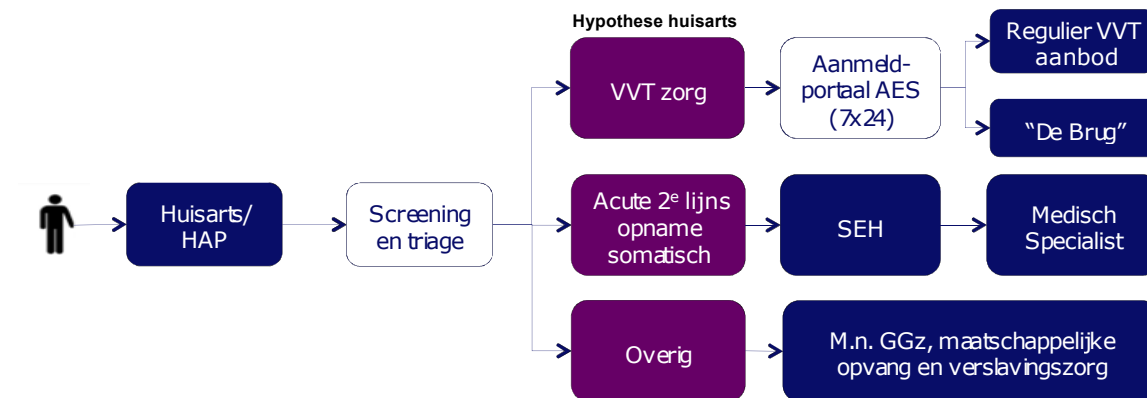 Hypothese huisarts
Huisarts/
HAP
Screening
en triage
VVT zorg
Aanmeld-
portaal AES
(7x24)
Regulier VVT
aanbod
“De Brug”
Acute 2e lijns
opname
somatisch
SEH
Medisch
Specialist
Overig
M.n. GGz, maatschappelijke
opvang en verslavingszorg